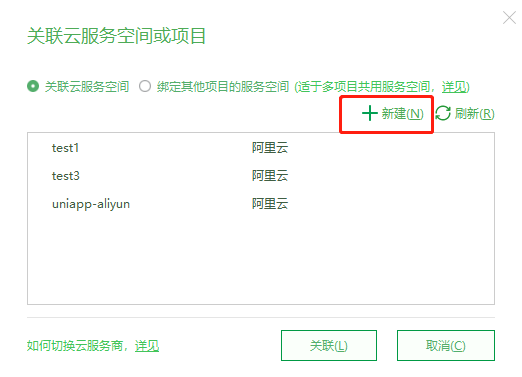 关联云服务空间或项目
关联云服务空间 绑定其他项目的服务空间 (适于多项目共用服务空间，详见)
新建(N) 刷新(R)
test1 阿里云
test3 阿里云
uniapp-aliyun 阿里云
如何切换云服务商，详见 关联(L) 取消(C)